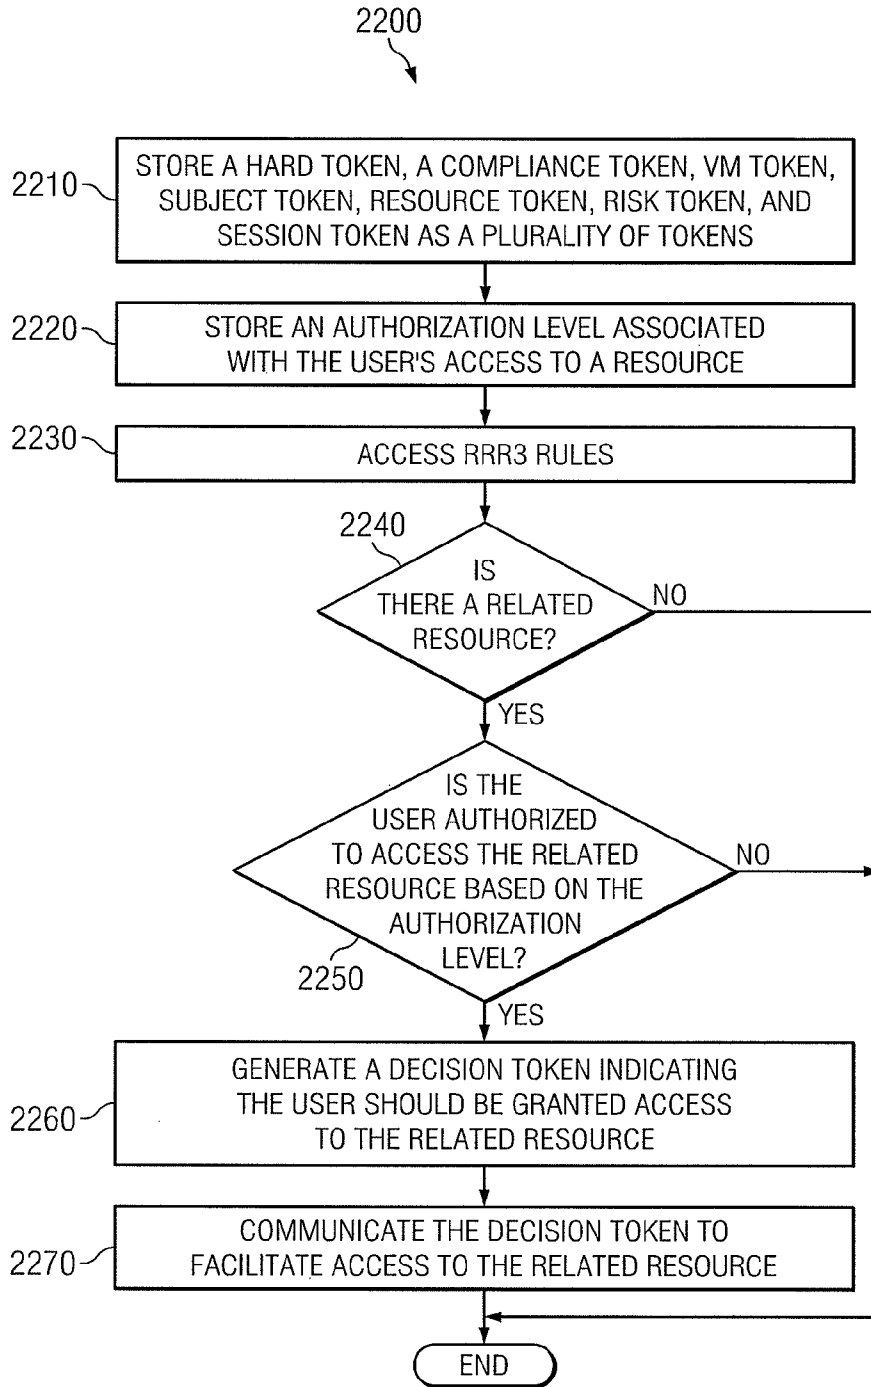 2200
2210
STORE A HARD TOKEN, A COMPLIANCE TOKEN, VM TOKEN,
SUBJECT TOKEN, RESOURCE TOKEN, RISK TOKEN, AND
SESSION TOKEN AS A PLURALITY OF TOKENS
2220
STORE AN AUTHORIZATION LEVEL ASSOCIATED
WITH THE USER'S ACCESS TO A RESOURCE
2230
ACCESS RRR3 RULES
2240
IS
THERE A RELATED
RESOURCE?
NO
YES
IS THE
USER AUTHORIZED
TO ACCESS THE RELATED
RESOURCE BASED ON THE
AUTHORIZATION
LEVEL?
NO
2250
YES
2260
GENERATE A DECISION TOKEN INDICATING
THE USER SHOULD BE GRANTED ACCESS
TO THE RELATED RESOURCE
2270
COMMUNICATE THE DECISION TOKEN TO
FACILITATE ACCESS TO THE RELATED RESOURCE
END